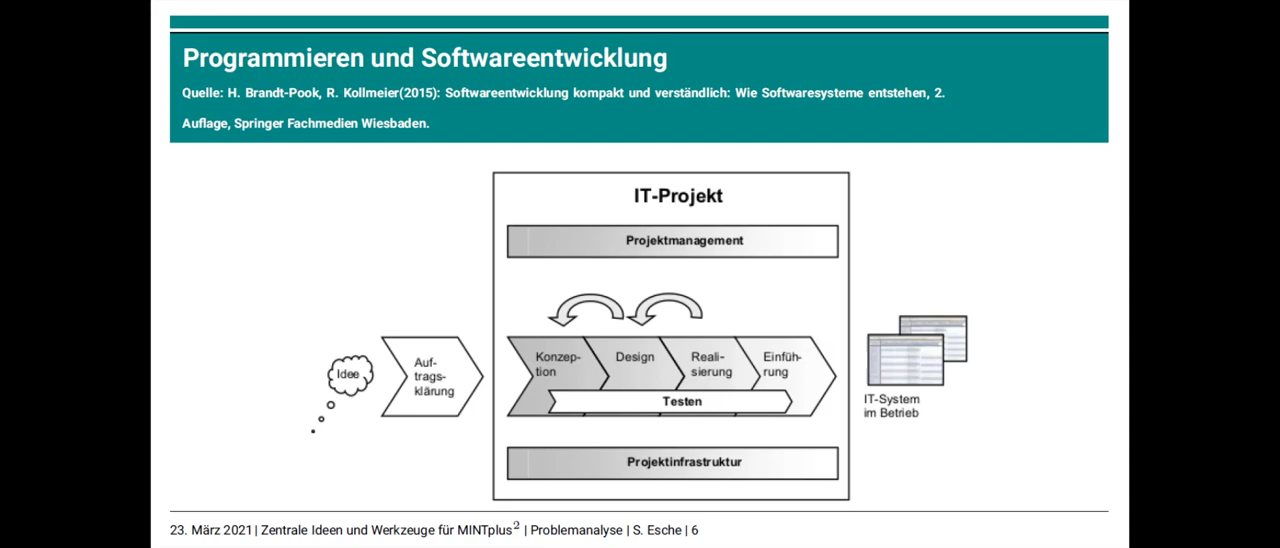 Programmieren und Softwareentwicklung
Quelle: H. Brandt-Pook, R. Kollmeier(2015): Softwareentwicklung kompakt und verständlich: Wie Softwaresysteme entstehen, 2.
Auflage, Springer Fachmedien Wiesbaden.
IT-Projekt
Projektmanagement
Idee
Auf-
trags-
klärung
Konzep-
tion
Design
Reali-
sierung
Einfüh-
rung
Testen
IT-System
im Betrieb
Projektinfrastruktur
23. März 2021 | Zentrale Ideen und Werkzeuge für MINTplus² | Problemanalyse | S. Esche | 6